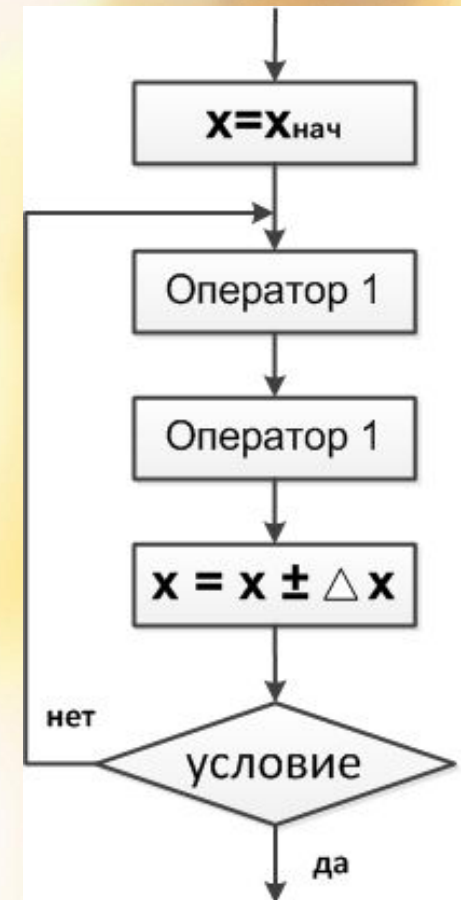 x=xнач
Оператор 1
Оператор 1
x = x ± △ x
нет
условие
да